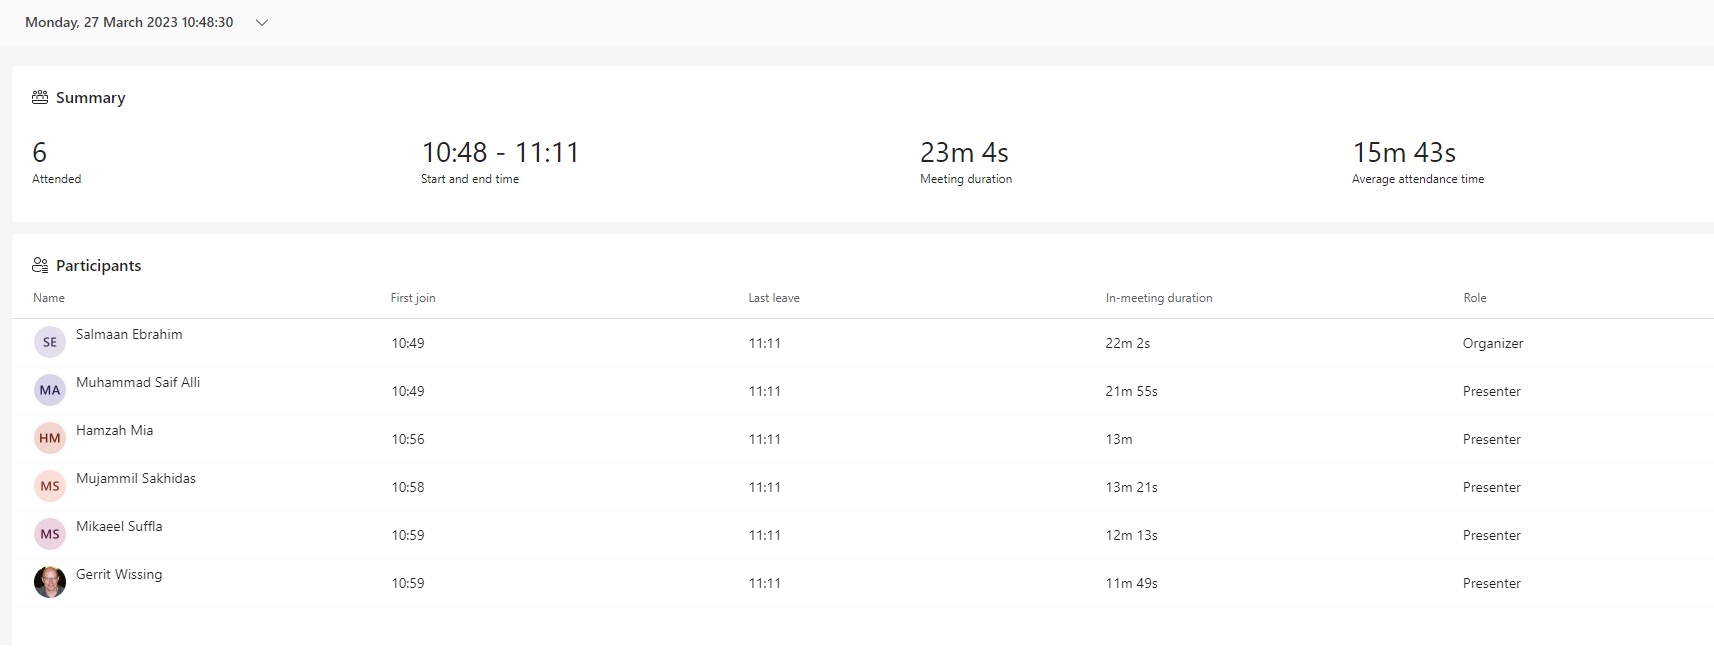 Monday, 27 March 2023 10:48:30
Summary
6 10:48 - 11:11 23m 4s 15m 43s
Attended Start and end time Meeting duration Average attendance time
Participants
Name First join Last leave In-meeting duration Role
SE Salmaan Ebrahim 10:49 11:11 22m 2s Organizer
MA Muhammad Saif Alli 10:49 11:11 21m 55s Presenter
HM Hamzah Mia 10:56 11:11 13m Presenter
MS Mujammil Sakhidas 10:58 11:11 13m 21s Presenter
MS Mikaeel Suffla 10:59 11:11 12m 13s Presenter
Gerrit Wissing 10:59 11:11 11m 49s Presenter